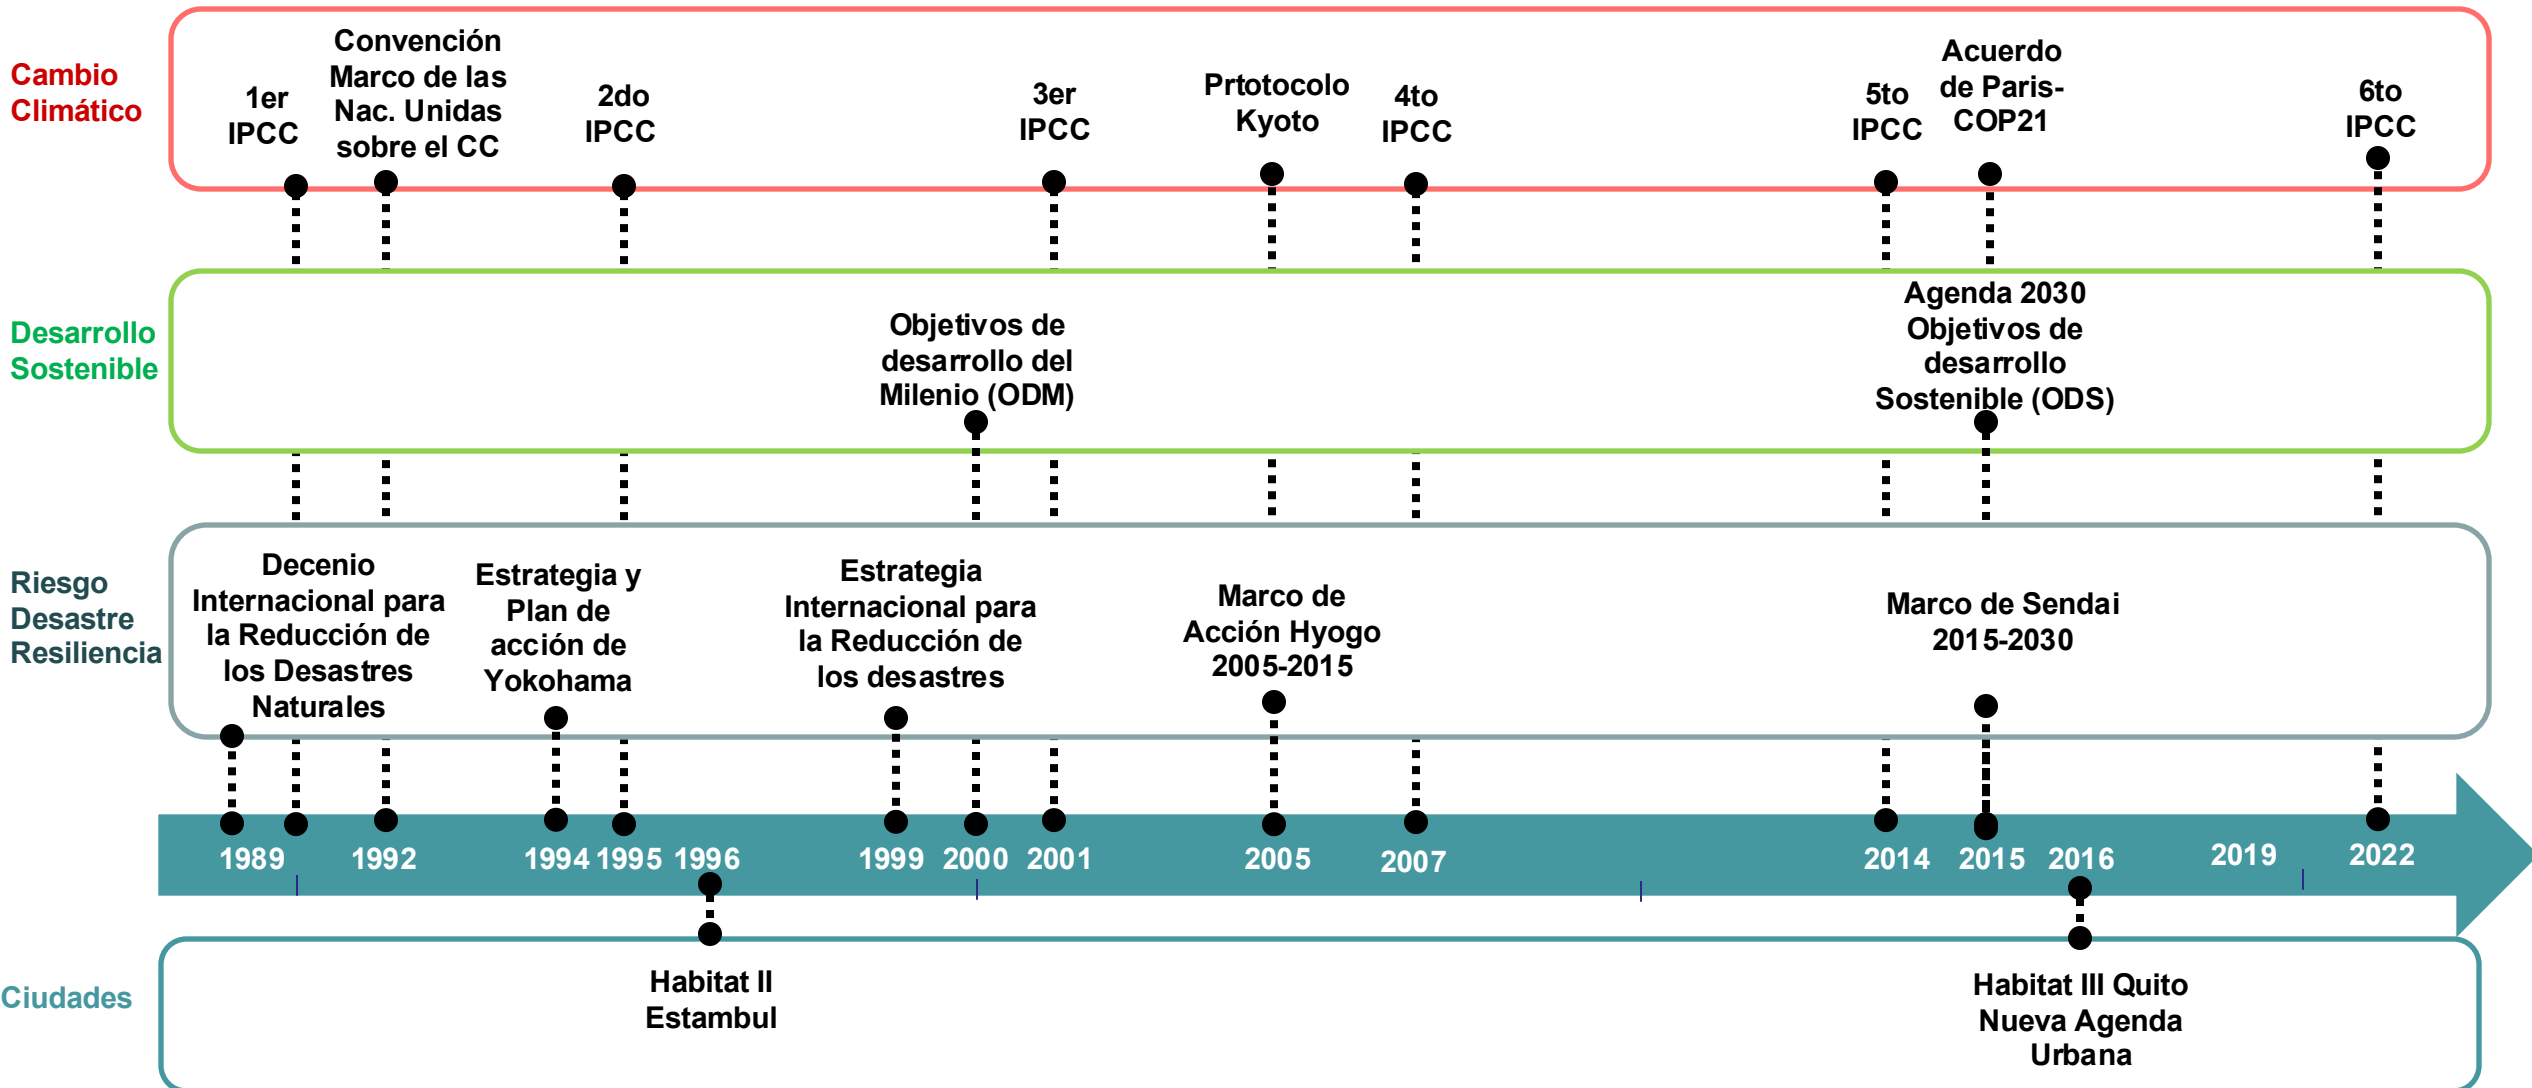 Cambio
Climático
1er
IPCC
Convención
Marco de las
Nac. Unidas
sobre el CC
2do
IPCC
3er
IPCC
Prtotocolo
Kyoto
4to
IPCC
5to
IPCC
Acuerdo
de Paris-
COP21
6to
IPCC
Desarrollo
Sostenible
Objetivos de
desarrollo del
Milenio (ODM)
Agenda 2030
Objetivos de
desarrollo
Sostenible (ODS)
Riesgo
Desastre
Resiliencia
Decenio
Internacional para
la Reducción de
los Desastres
Naturales
Estrategia y
Plan de
acción de
Yokohama
Estrategia
Internacional para
la Reducción de
los desastres
Marco de
Acción Hyogo
2005-2015
Marco de Sendai
2015-2030
1989 1992 1994 1995 1996 1999 2000 2001 2005 2007 2014 2015 2016 2019 2022
Ciudades
Habitat II
Estambul
Habitat III Quito
Nueva Agenda
Urbana